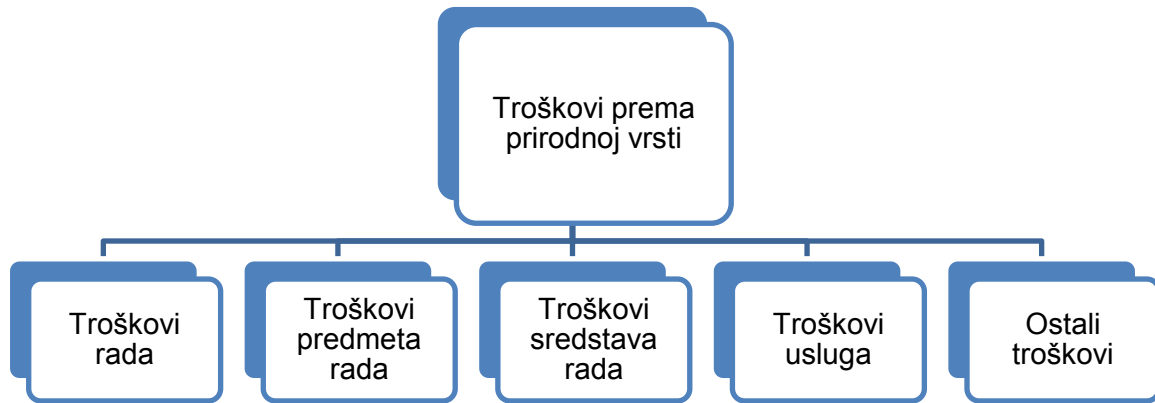 Troškovi prema
prirodnoj vrsti
Troškovi
rada
Troškovi
predmeta
rada
Troškovi
sredstava
rada
Troškovi
usluga
Ostali
troškovi